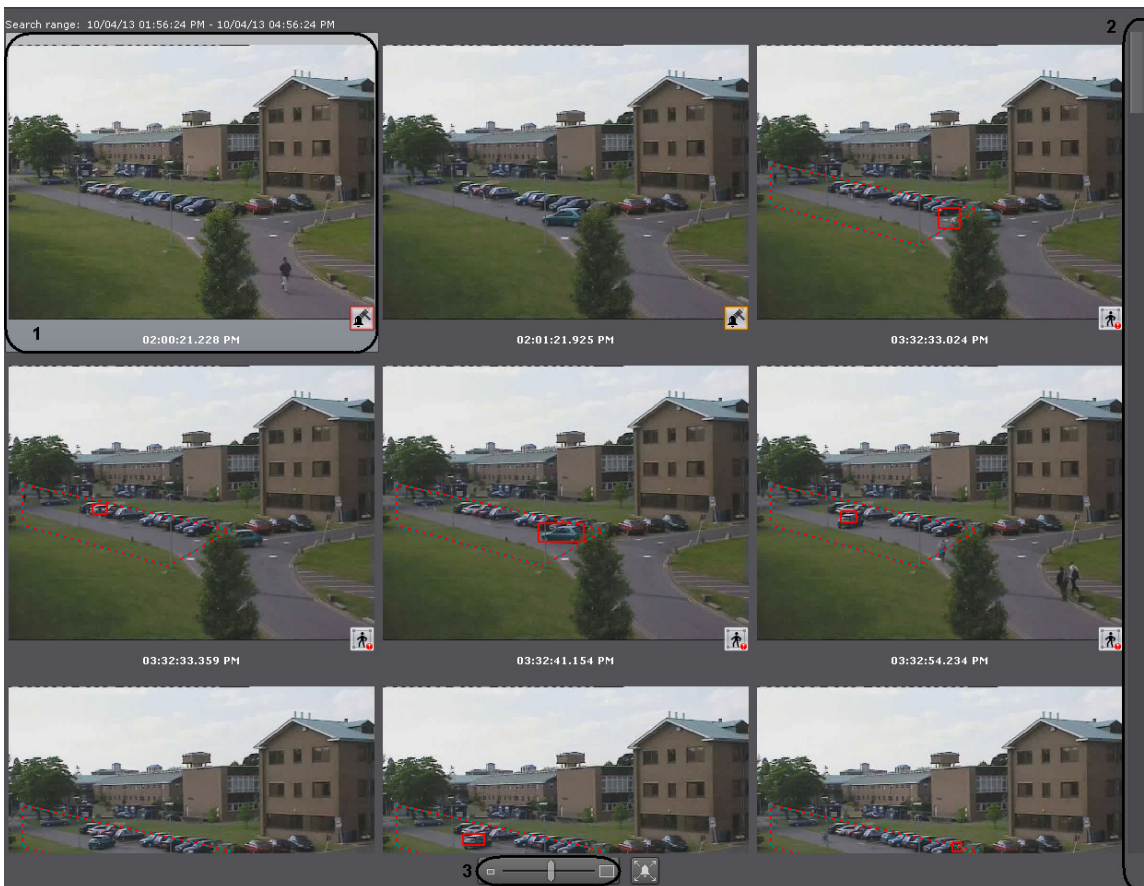 Search range: 10/04/13 01:56:24 PM - 10/04/13 04:56:24 PM
2
1
02:00:21.228 PM
02:01:21.925 PM
03:32:33.024 PM
03:32:33.359 PM
03:32:41.154 PM
03:32:54.234 PM
3